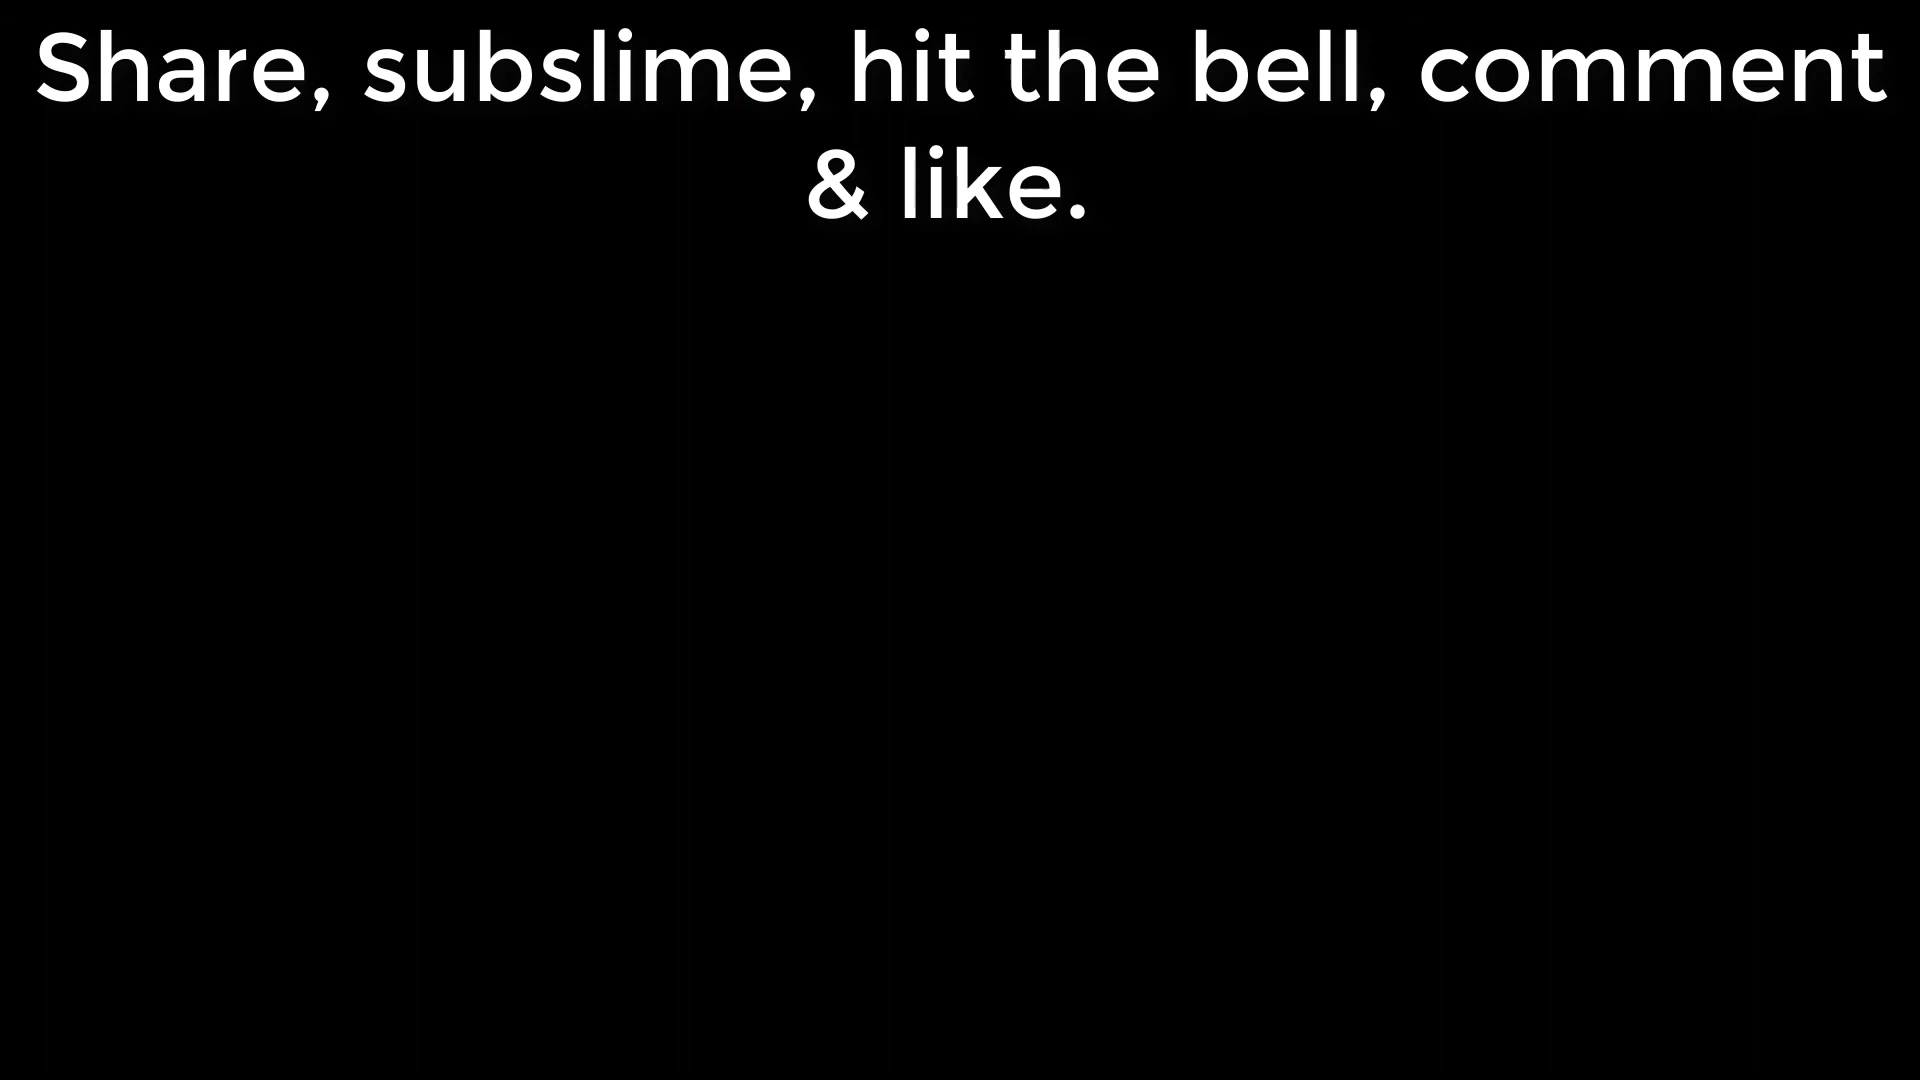 Share, subslime, hit the bell, comment
& like.